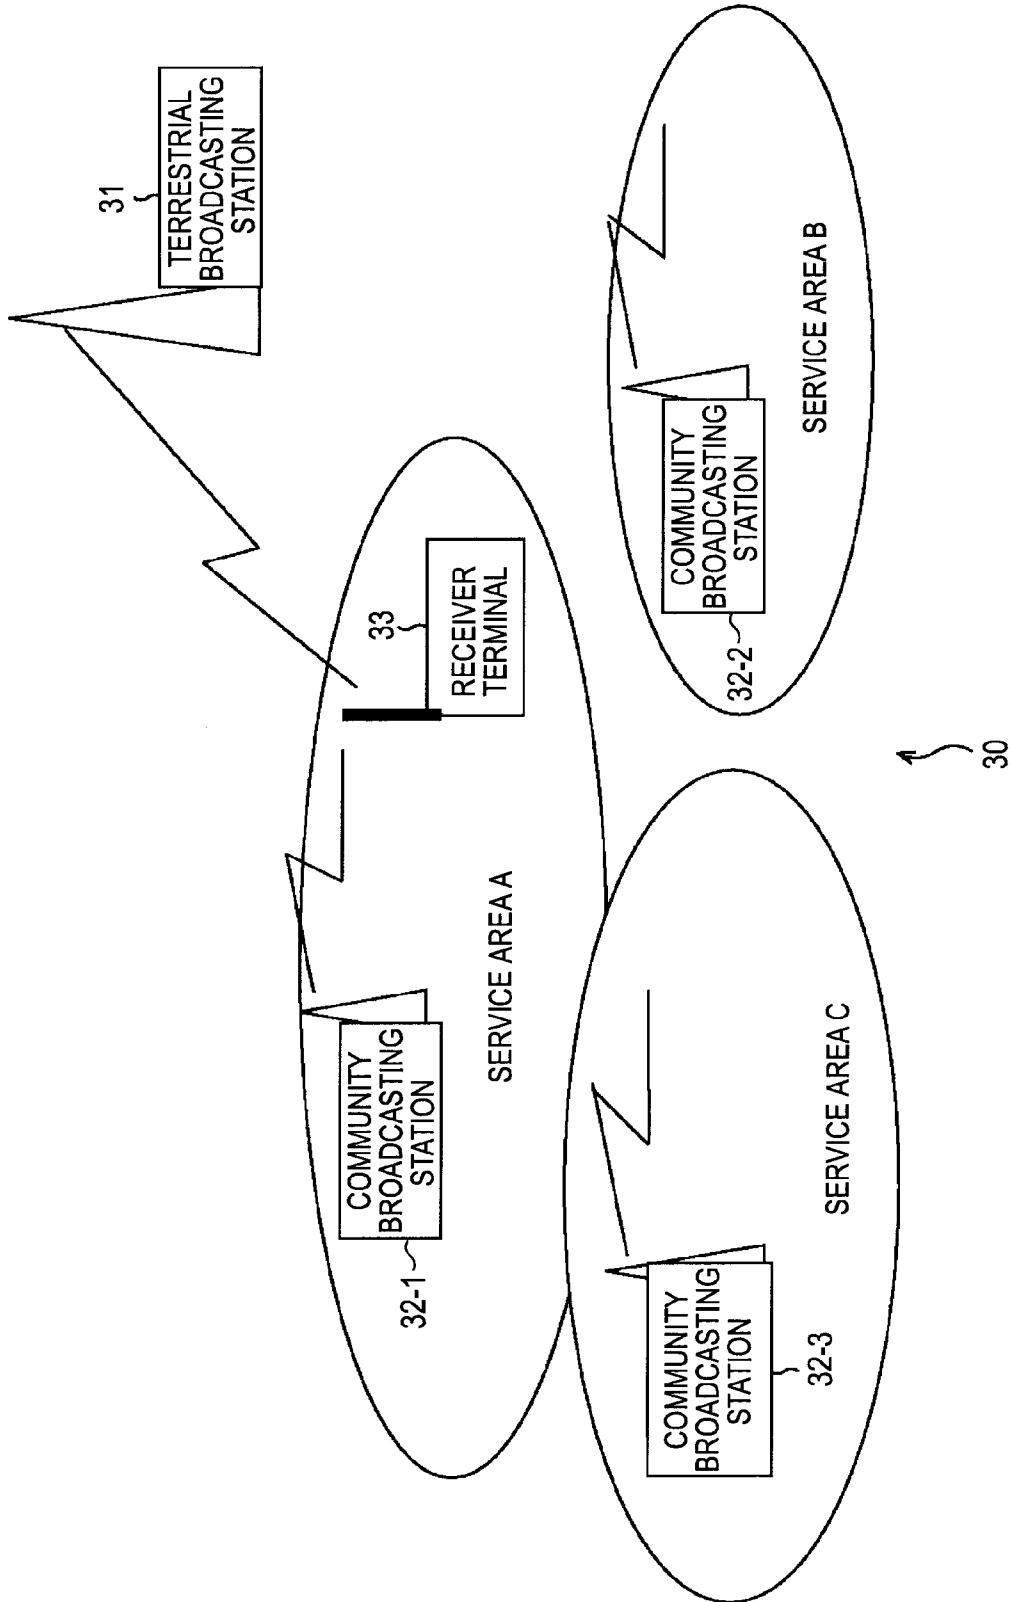 31
TERRESTRIAL
BROADCASTING
STATION
33
RECEIVER
TERMINAL
COMMUNITY
BROADCASTING
STATION
32-1
SERVICE AREA A
COMMUNITY
BROADCASTING
STATION
32-3
SERVICE AREA C
COMMUNITY
BROADCASTING
STATION
32-2
SERVICE AREA B
30